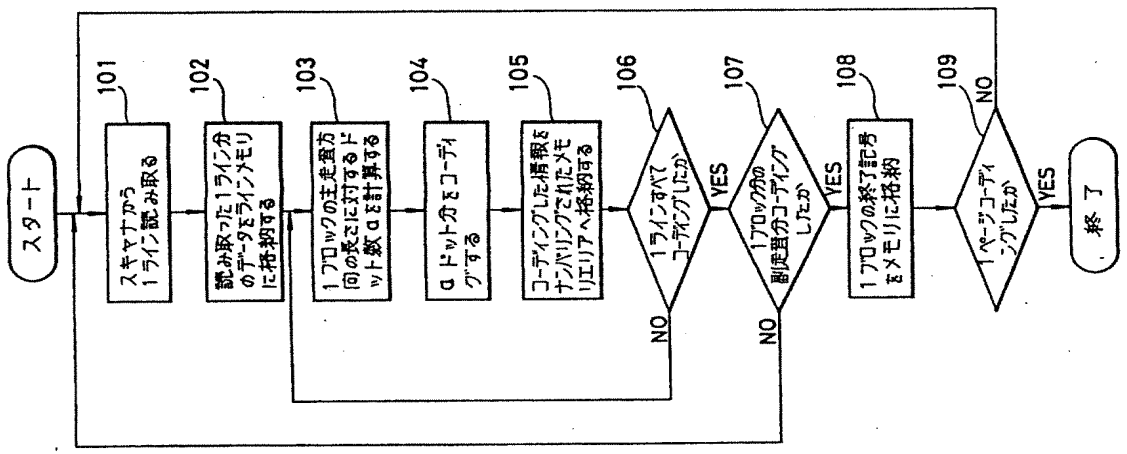 スタート
101
スキャナから
1ライン読み取る
102
読み取った1ライン分
のデータをラインメモリ
に格納する
103
1ブロックの主走査方
向の長さに対するド
ット数aを計算する
104
aドット分をコーディ
グする
105
コーディングした情報を
ナンバリングされたメモ
リエリアへ格納する
106
1ラインすべて
コーディングしたか
NO
YES
107
1ブロック分の
副走査分コーディング
したか
NO
YES
108
1ブロックの終了記号
をメモリに格納
109
1ページコーディ
ングしたか
NO
YES
終了